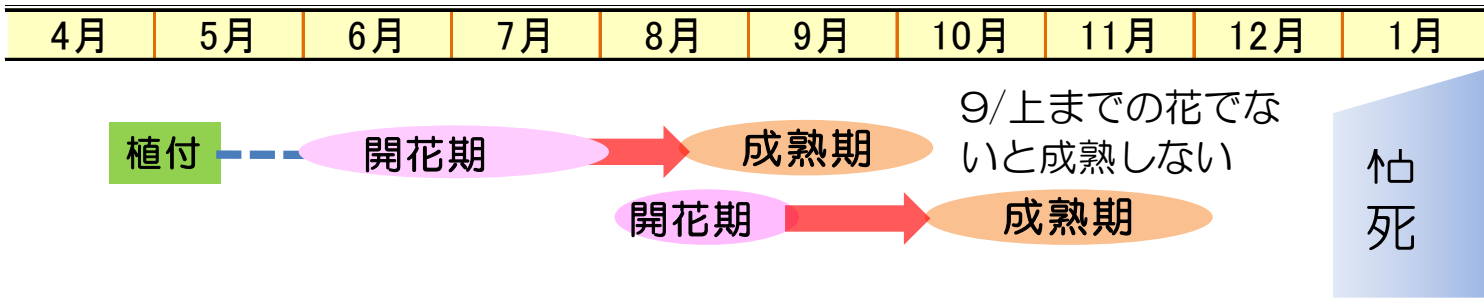 4月 5月 6月 7月 8月 9月 10月 11月 12月 1月
9/上までの花でな
いと成熟しない
植付 開花期 成熟期
開花期 成熟期
枯
死